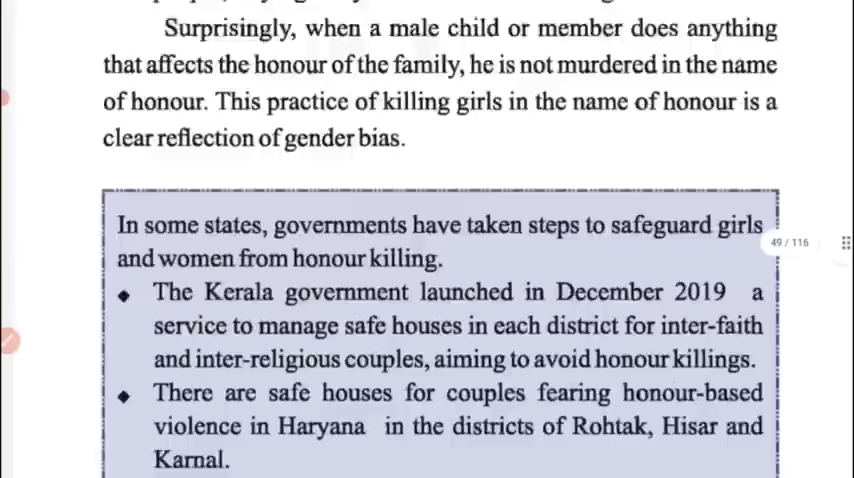 Surprisingly, when a male child or member does anything
that affects the honour of the family, he is not murdered in the name
of honour. This practice of killing girls in the name of honour is a
clear reflection of gender bias.
In some states, governments have taken steps to safeguard girls
49 / 116
and women from honour killing.
◆ The Kerala government launched in December 2019 a
service to manage safe houses in each district for inter-faith
and inter-religious couples, aiming to avoid honour killings.
◆ There are safe houses for couples fearing honour-based
violence in Haryana in the districts of Rohtak, Hisar and
Karnal.